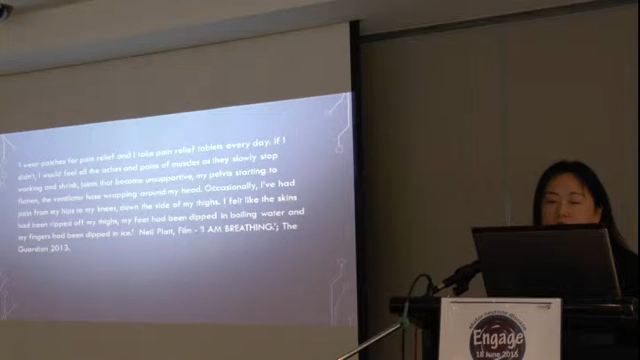 'I wear patches for pain relief and I take pain relief tablets every day. If I
didn't, I would feel all the aches and pains of muscles as they slowly stop
working and shrink, joints that become unsupportive, my pelvis starting to
flatten, the ventilator hose wrapping around my head. Occasionally, I've had
pain from my hips to my knees, down the side of my thighs. I felt like the skins
had been ripped off my thighs, my feet had been dipped in boiling water and
my fingers had been dipped in ice.' Neil Platt, Film - 'I AM BREATHING.'; The
Guardian 2013.
Engage
18 June 2015